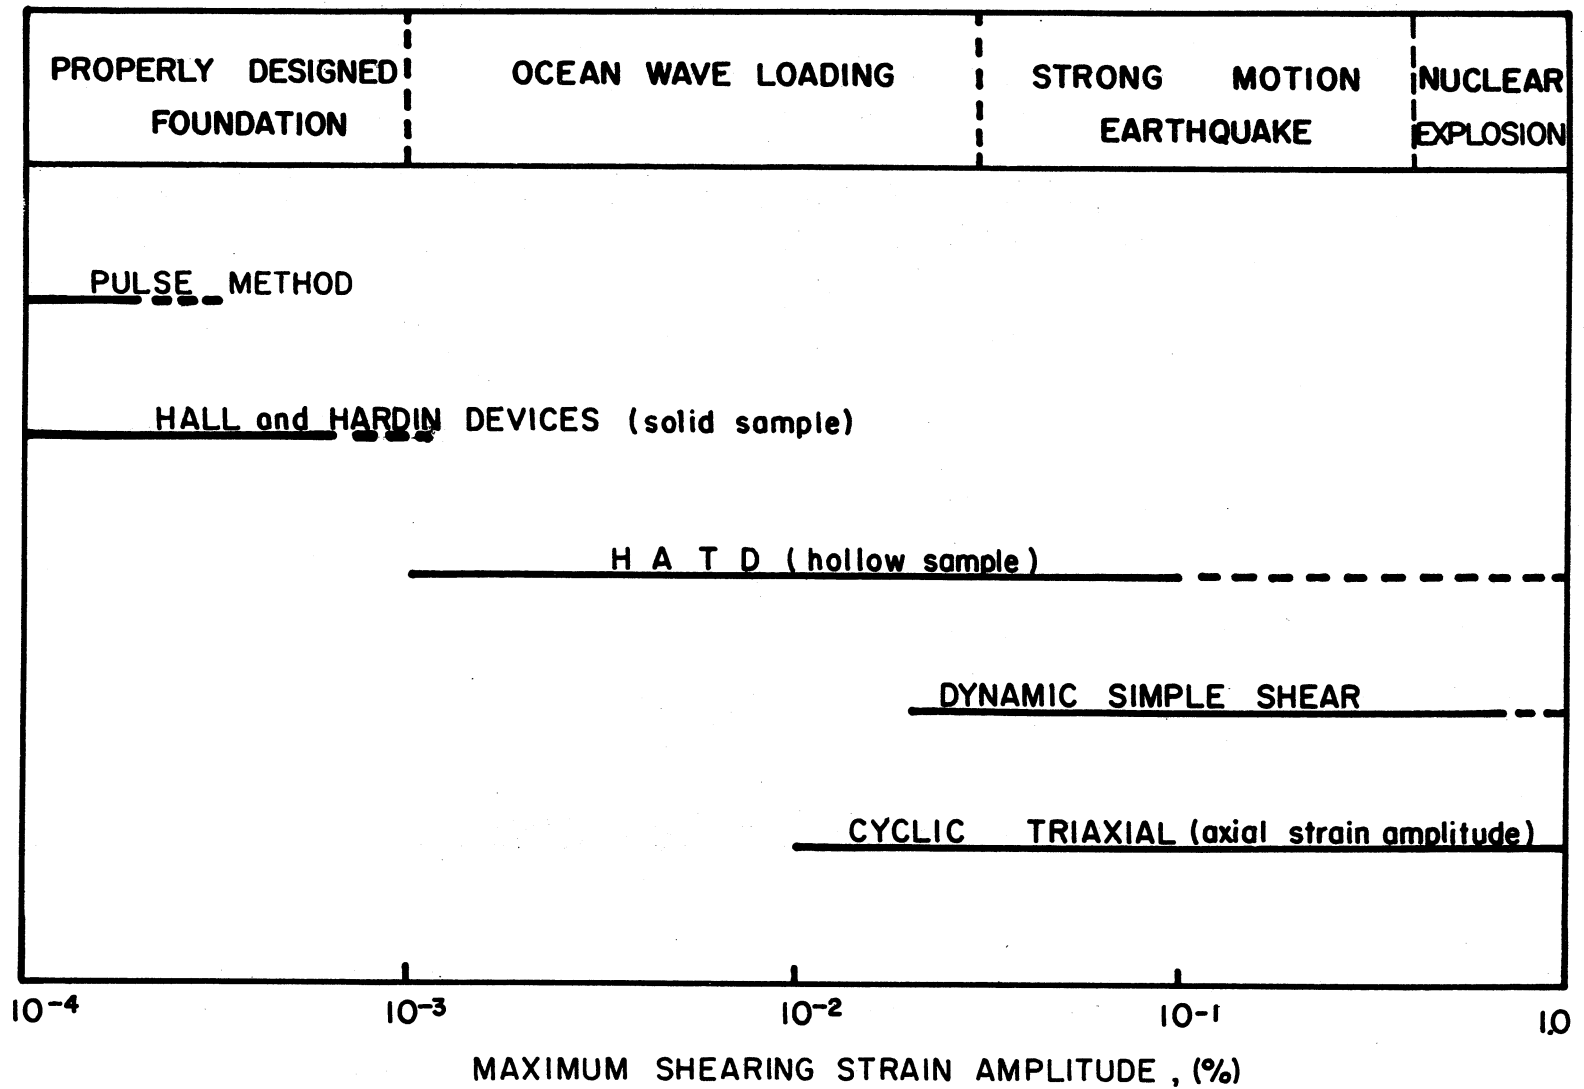 PROPERLY DESIGNED
FOUNDATION
OCEAN WAVE LOADING
STRONG MOTION
EARTHQUAKE
NUCLEAR
EXPLOSION
PULSE METHOD
HALL and HARDIN DEVICES (solid sample)
H A T D (hollow sample)
DYNAMIC SIMPLE SHEAR
CYCLIC TRIAXIAL (axial strain amplitude)
10⁻⁴ 10⁻³ 10⁻² 10⁻¹ 1.0
MAXIMUM SHEARING STRAIN AMPLITUDE , (%)